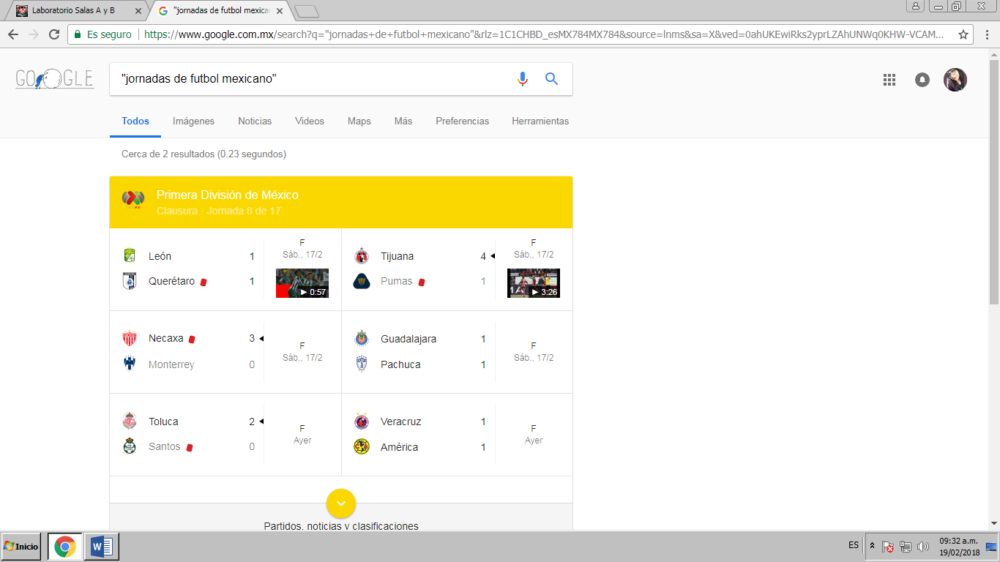 Laboratorio Salas A y B
"jornadas de futbol mexican
Es seguro
https://www.google.com.mx/search?q="jornadas+de+futbol+mexicano"&rlz=1C1CHBD_esMX784MX784&source=lnms&sa=X&ved=0ahUKEwiRks2yprLZAhUNWq0KHW-VCAM...
GOOGLE
"jornadas de futbol mexicano"
Todos Imágenes Noticias Videos Maps Más Preferencias Herramientas
Cerca de 2 resultados (0.23 segundos)
Primera División de México
Clausura - Jornada 8 de 17
León 1
Querétaro 1
F
Sáb., 17/2
0:57
Tijuana 4
Pumas 1
F
Sáb., 17/2
3:26
Necaxa 3
Monterrey 0
F
Sáb., 17/2
Guadalajara 1
Pachuca 1
F
Sáb., 17/2
Toluca 2
Santos 0
F
Ayer
Veracruz 1
América 1
F
Ayer
Partidos, noticias y clasificaciones
Inicio
ES
09:32 a.m.
19/02/2018